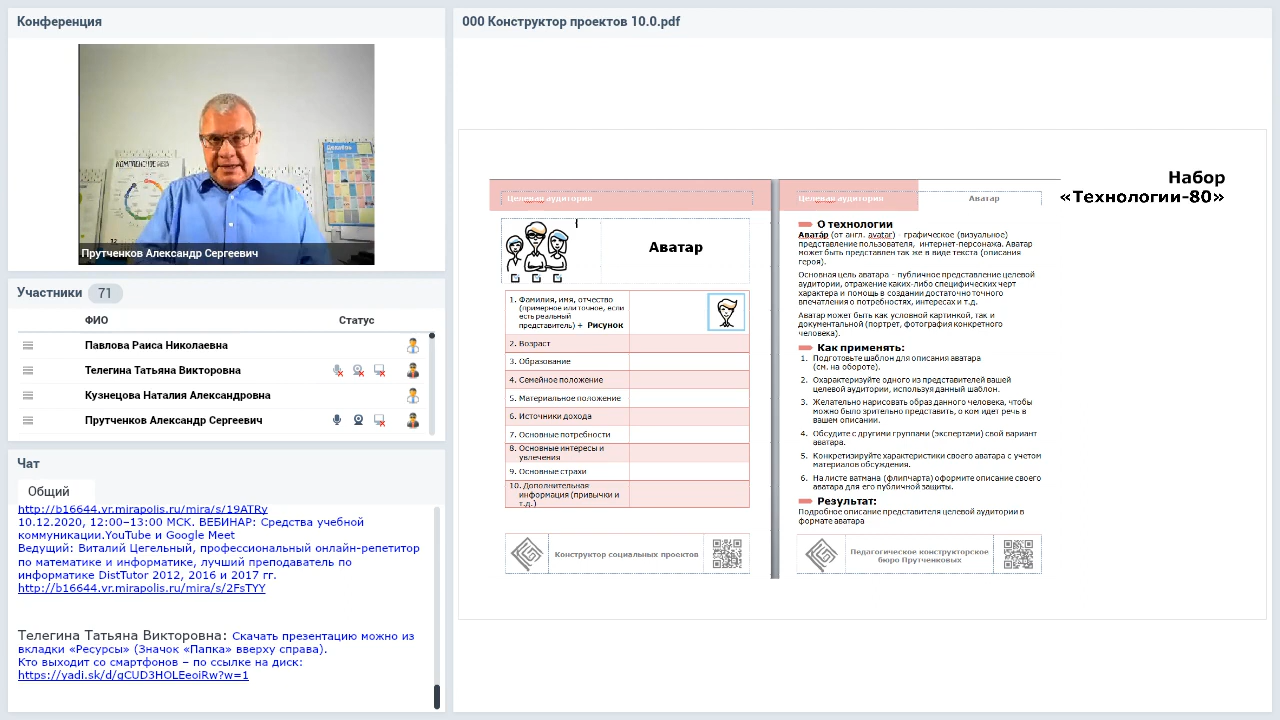 Конференция
Прутченков Александр Сергеевич
Участники 71
ФИО Статус
Павлова Раиса Николаевна
Телегина Татьяна Викторовна
Кузнецова Наталия Александровна
Прутченков Александр Сергеевич
Чат
Общий
http://b16644.vr.mirapolis.ru/mira/s/19ATRy
10.12.2020, 12:00–13:00 МСК. ВЕБИНАР: Средства учебной
коммуникации.YouTube и Google Meet
Ведущий: Виталий Цегельный, профессиональный онлайн-репетитор
по математике и информатике, лучший преподаватель по
информатике DistTutor 2012, 2016 и 2017 гг.
http://b16644.vr.mirapolis.ru/mira/s/2FsTYY
Телегина Татьяна Викторовна: Скачать презентацию можно из
вкладки «Ресурсы» (Значок «Папка» вверху справа).
Кто выходит со смартфонов – по ссылке на диск:
https://yadi.sk/d/gCUD3HOLEeoiRw?w=1
000 Конструктор проектов 10.0.pdf
Набор
«Технологии-80»
Целевая аудитория
Аватар
1. Фамилия, имя, отчество
(примерное или точное, если
есть реальный
представитель) + Рисунок
2. Возраст
3. Образование
4. Семейное положение
5. Материальное положение
6. Источники дохода
7. Основные потребности
8. Основные интересы и
увлечения
9. Основные страхи
10. Дополнительная
информация (привычки и
т.д.)
Конструктор социальных проектов
Целевая аудитория
Аватар
О технологии
Авата́р (от англ. avatar) - графическое (визуальное)
представление пользователя, интернет-персонажа. Аватар
может быть представлен так же в виде текста (описания
героя).
Основная цель аватара – публичное представление целевой
аудитории, отражение каких-либо специфических черт
характера и помощь в создании достаточно точного
впечатления о потребностях, интересах и т.д.
Аватар может быть как условной картинкой, так и
документальной (портрет, фотография конкретного
человека).
Как применять:
1. Подготовьте шаблон для описания аватара
(см. на обороте).
2. Охарактеризуйте одного из представителей вашей
целевой аудитории, используя данный шаблон.
3. Желательно нарисовать образ данного человека, чтобы
можно было зрительно представить, о ком идет речь в
вашем описании.
4. Обсудите с другими группами (экспертами) свой вариант
аватара.
5. Конкретизируйте характеристики своего аватара с учетом
материалов обсуждения.
6. На листе ватмана (флипчарта) оформите описание своего
аватара для его публичной защиты.
Результат:
Подробное описание представителя целевой аудитории в
формате аватара
Педагогическое конструкторское
бюро Прутченковых